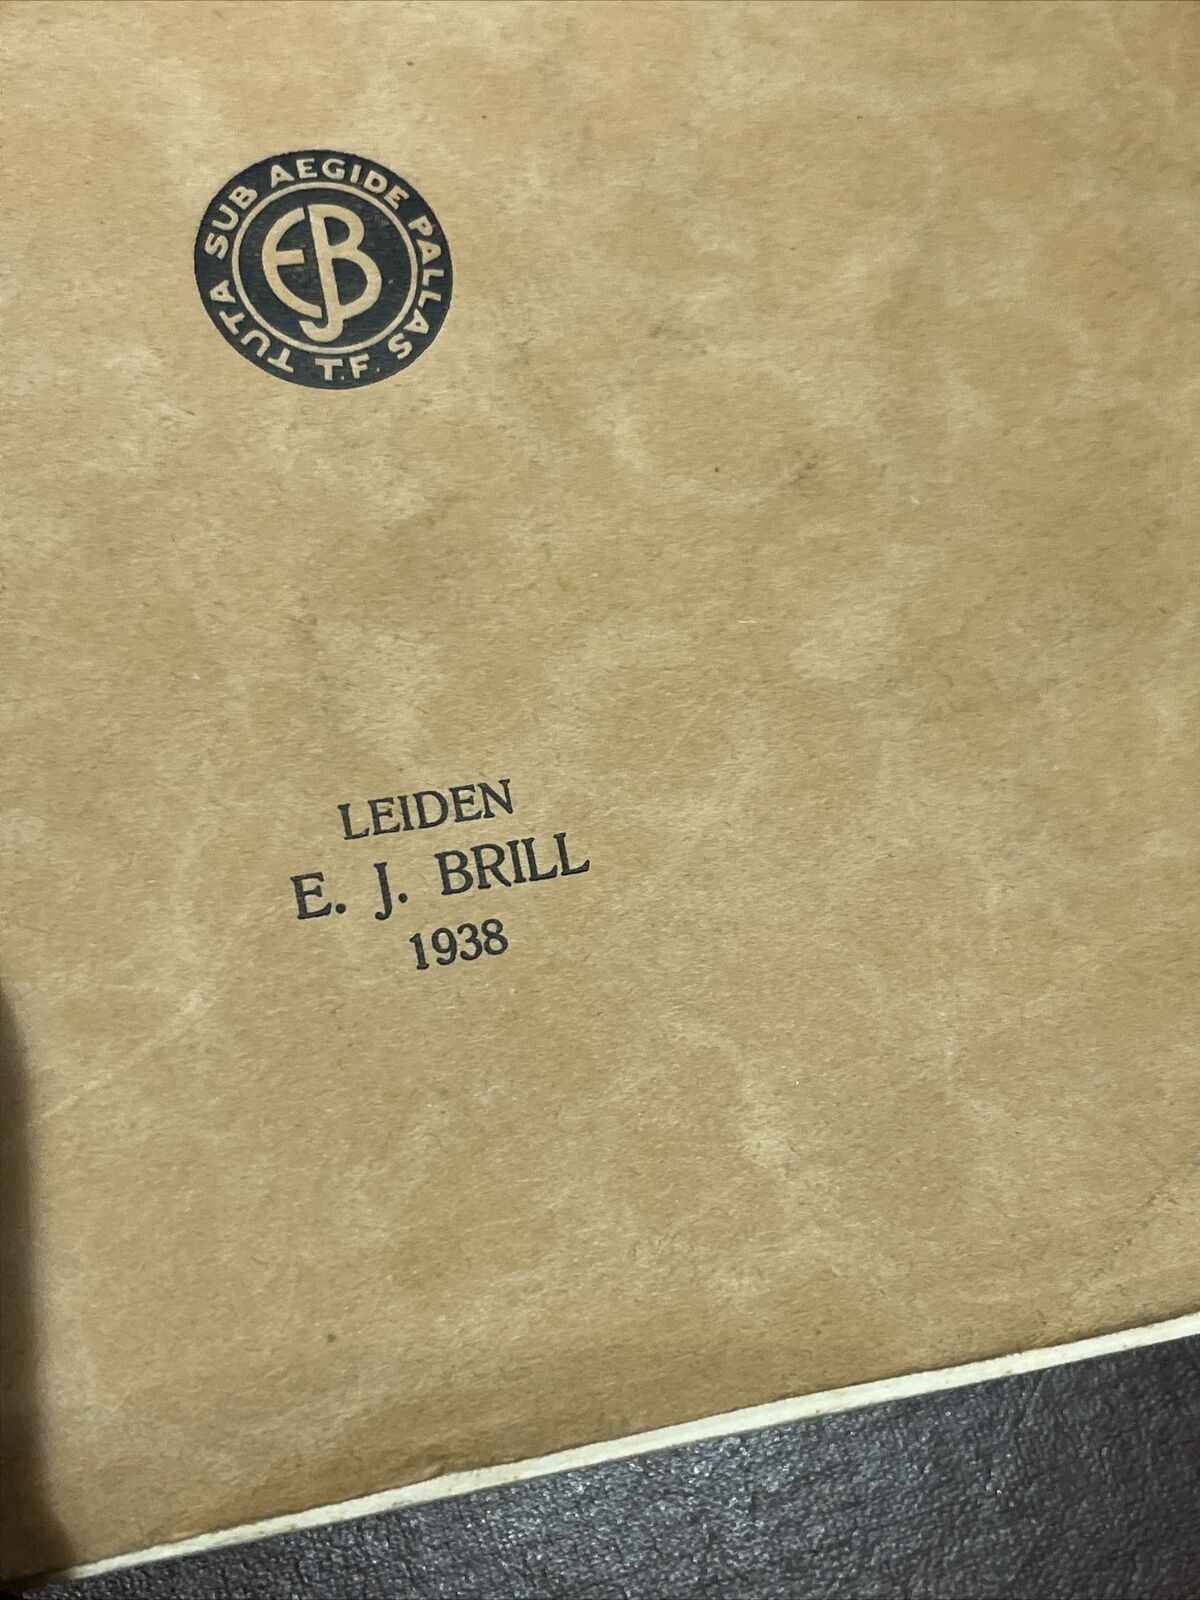 TUTA SUB AEGIDE PALLAS
EJB
T.F.
LEIDEN
E. J. BRILL
1938